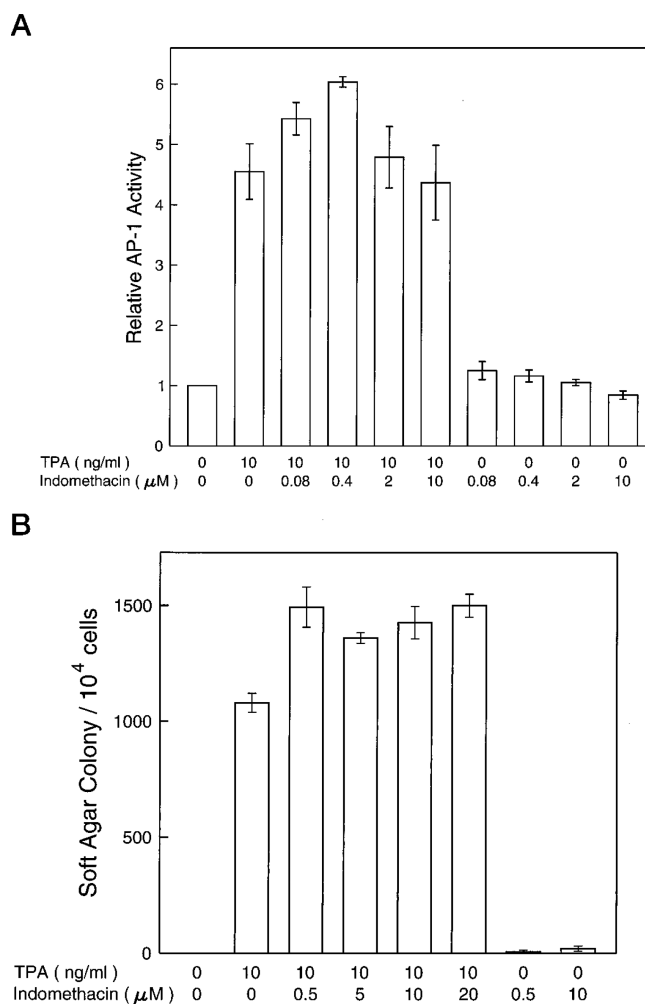 A
Relative AP-1 Activity
6
5
4
3
2
1
0
TPA ( ng/ml ) 0 10 10 10 10 10 0 0 0 0
Indomethacin ( µM ) 0 0 0.08 0.4 2 10 0.08 0.4 2 10
B
Soft Agar Colony / 10⁴ cells
1500
1000
500
0
TPA ( ng/ml ) 0 10 10 10 10 10 0 0
Indomethacin ( µM ) 0 0 0.5 5 10 20 0.5 10